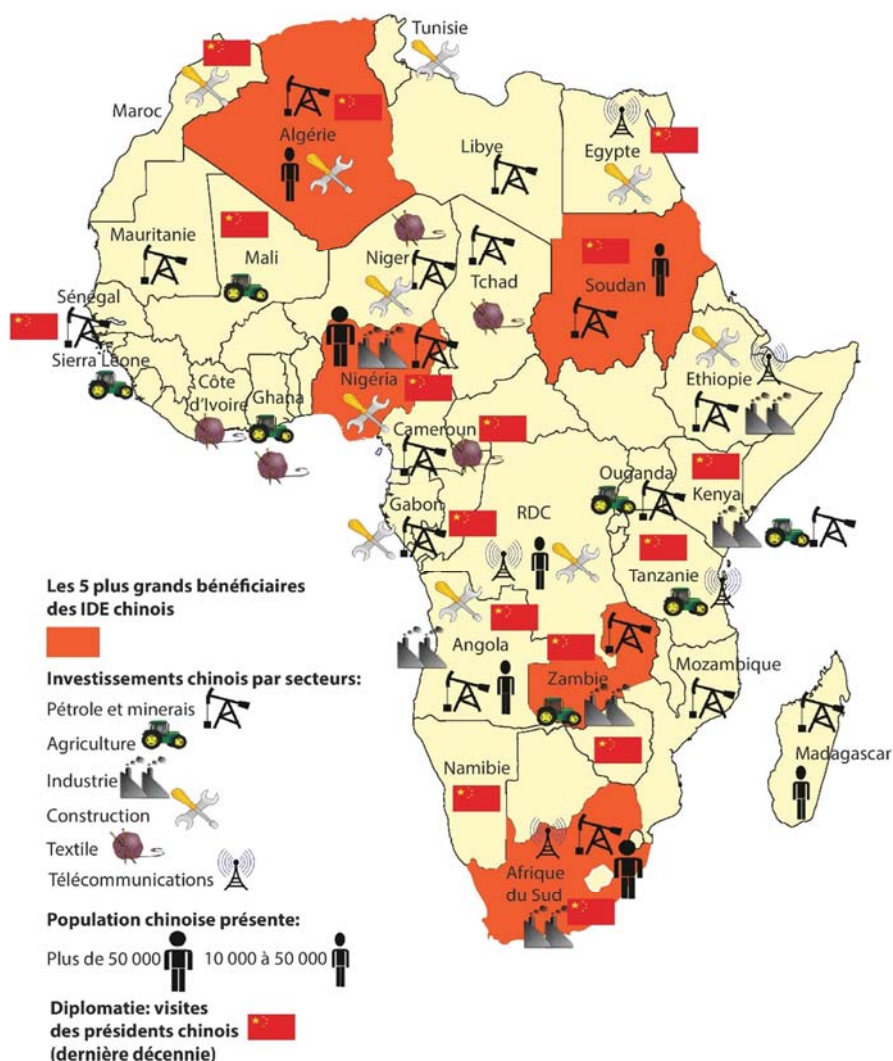 Tunisie
Maroc
Algérie
Libye
Egypte
Mauritanie
Mali
Niger
Tchad
Soudan
Sénégal
Sierra Leone
Côte
d'Ivoire
Ghana
Nigéria
Ethiopie
Cameroun
Ouganda
Kenya
Gabon
RDC
Tanzanie
Angola
Zambie
Mozambique
Madagascar
Namibie
Afrique
du Sud
Les 5 plus grands bénéficiaires
des IDE chinois
Investissements chinois par secteurs:
Pétrole et minerais
Agriculture
Industrie
Construction
Textile
Télécommunications
Population chinoise présente:
Plus de 50 000 10 000 à 50 000
Diplomatie: visites
des présidents chinois
(dernière décennie)